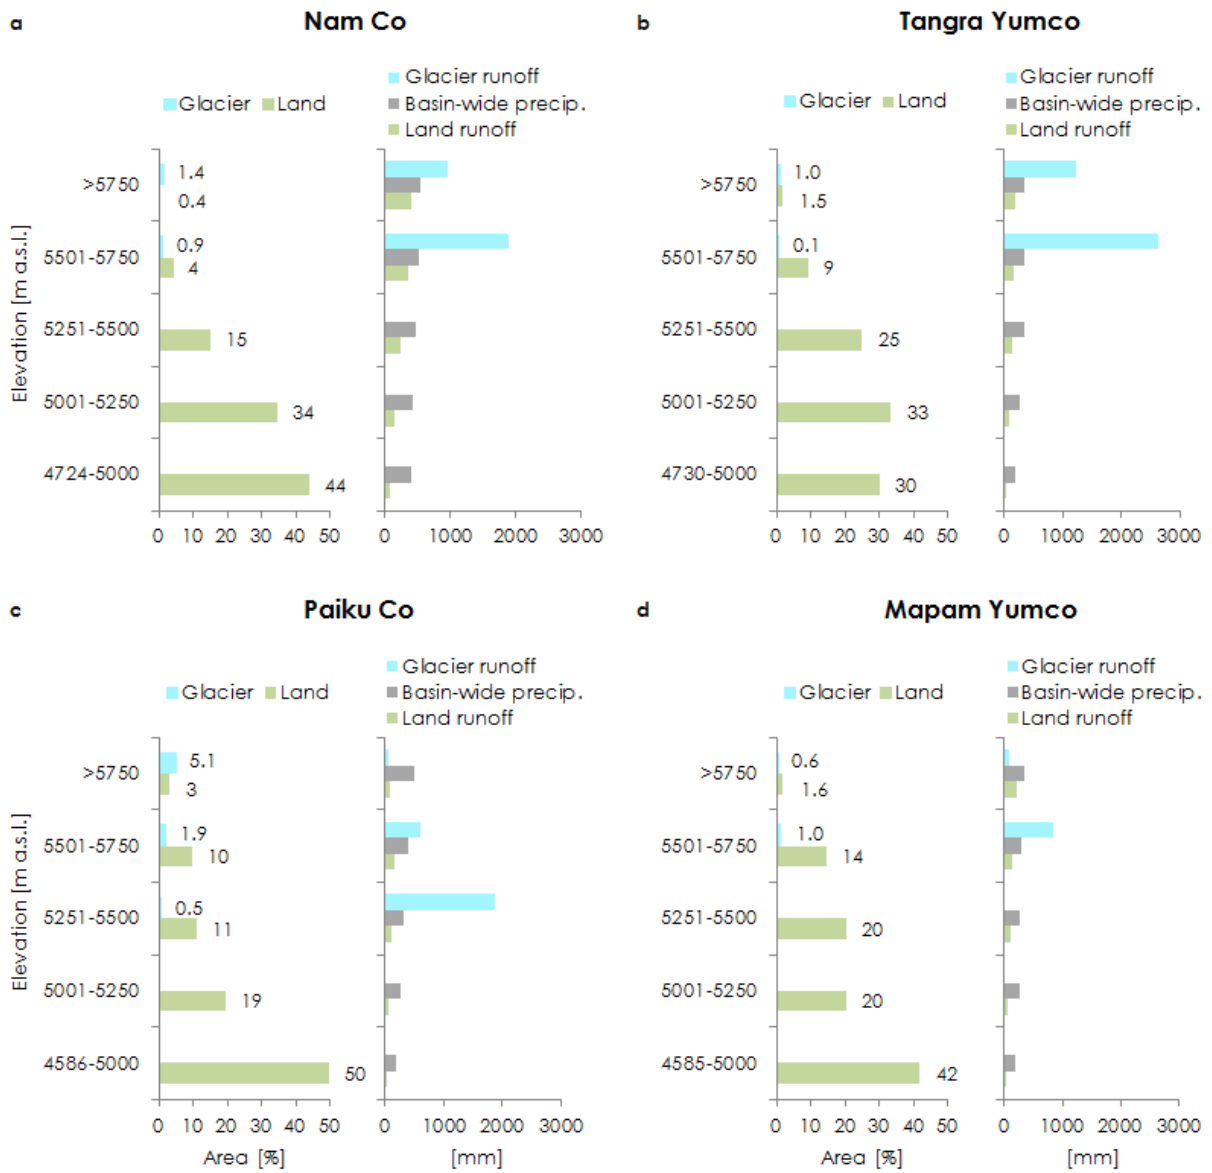 a Nam Co
Glacier Land
Glacier runoff
Basin-wide precip.
Land runoff
Elevation [m a.s.l.]
>5750 1.4 0.4
5501-5750 0.9 4
5251-5500 15
5001-5250 34
4724-5000 44
0 10 20 30 40 50
0 1000 2000 3000
b Tangra Yumco
Glacier Land
Glacier runoff
Basin-wide precip.
Land runoff
>5750 1.0 1.5
5501-5750 0.1 9
5251-5500 25
5001-5250 33
4730-5000 30
0 10 20 30 40 50
0 1000 2000 3000
c Paiku Co
Glacier Land
Glacier runoff
Basin-wide precip.
Land runoff
Elevation [m a.s.l.]
>5750 5.1 3
5501-5750 1.9 10
5251-5500 0.5 11
5001-5250 19
4586-5000 50
0 10 20 30 40 50
Area [%]
0 1000 2000 3000
[mm]
d Mapam Yumco
Glacier Land
Glacier runoff
Basin-wide precip.
Land runoff
>5750 0.6 1.6
5501-5750 1.0 14
5251-5500 20
5001-5250 20
4585-5000 42
0 10 20 30 40 50
Area [%]
0 1000 2000 3000
[mm]